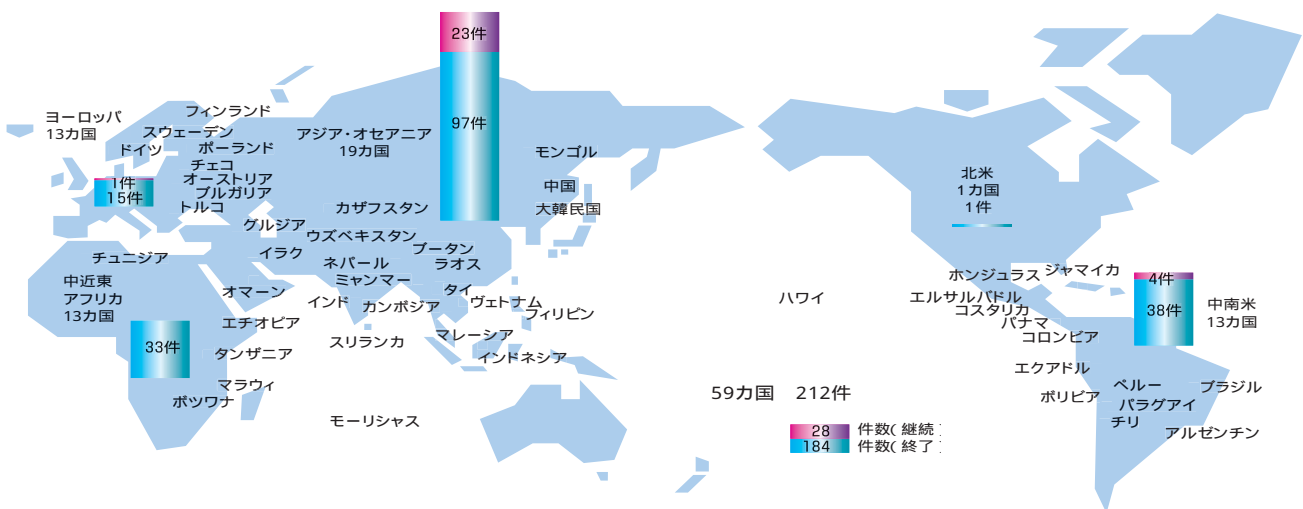 23件
97件
ヨーロッパ
13カ国
フィンランド
スウェーデン
ドイツ
ポーランド
チェコ
オーストリア
ブルガリア
トルコ
1件
15件
アジア・オセアニア
19カ国
モンゴル
中国
大韓民国
カザフスタン
グルジア
ウズベキスタン
イラク
ネパール
ブータン
ラオス
ミャンマー
チュニジア
中近東
アフリカ
13カ国
33件
オマーン
エチオピア
タンザニア
マラウィ
ボツワナ
インド
カンボジア
タイ
ヴェトナム
フィリピン
スリランカ
マレーシア
インドネシア
モーリシャス
ハワイ
北米
1カ国
1件
ホンジュラス
ジャマイカ
エルサルバドル
コスタリカ
パナマ
コロンビア
4件
38件
中南米
13カ国
エクアドル
ボリビア
ペルー
ブラジル
パラグアイ
チリ
アルゼンチン
59カ国 212件
28 件数(継続)
184 件数(終了)